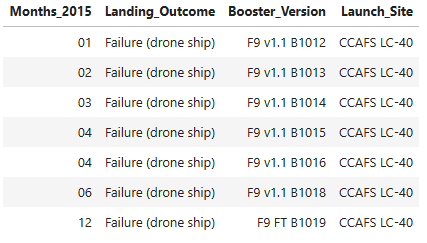 Months_2015 Landing_Outcome Booster_Version Launch_Site
01 Failure (drone ship) F9 v1.1 B1012 CCAFS LC-40
02 Failure (drone ship) F9 v1.1 B1013 CCAFS LC-40
03 Failure (drone ship) F9 v1.1 B1014 CCAFS LC-40
04 Failure (drone ship) F9 v1.1 B1015 CCAFS LC-40
04 Failure (drone ship) F9 v1.1 B1016 CCAFS LC-40
06 Failure (drone ship) F9 v1.1 B1018 CCAFS LC-40
12 Failure (drone ship) F9 FT B1019 CCAFS LC-40